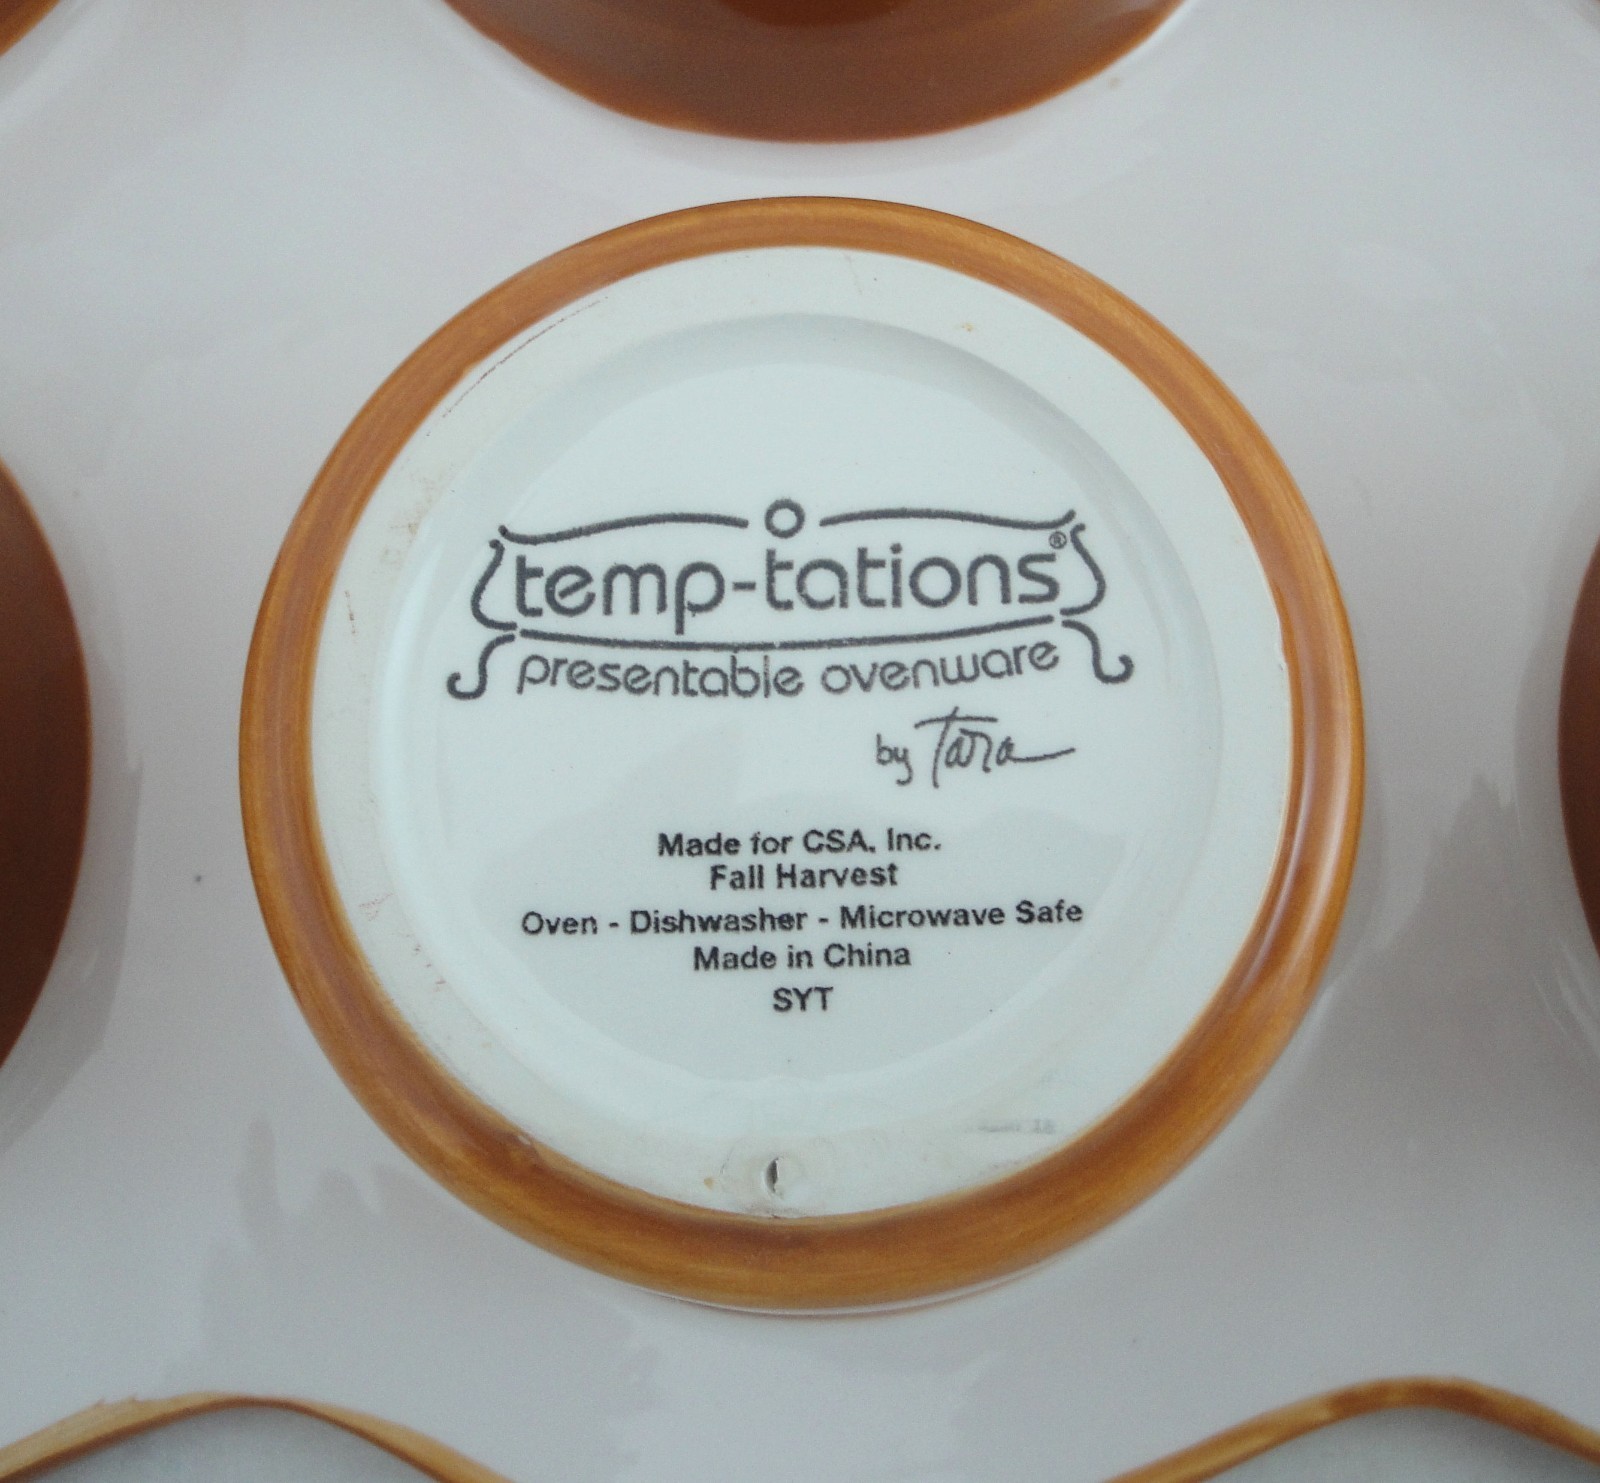 temp-tations®
presentable ovenware
by Tara
Made for CSA, Inc.
Fall Harvest
Oven - Dishwasher - Microwave Safe
Made in China
SYT